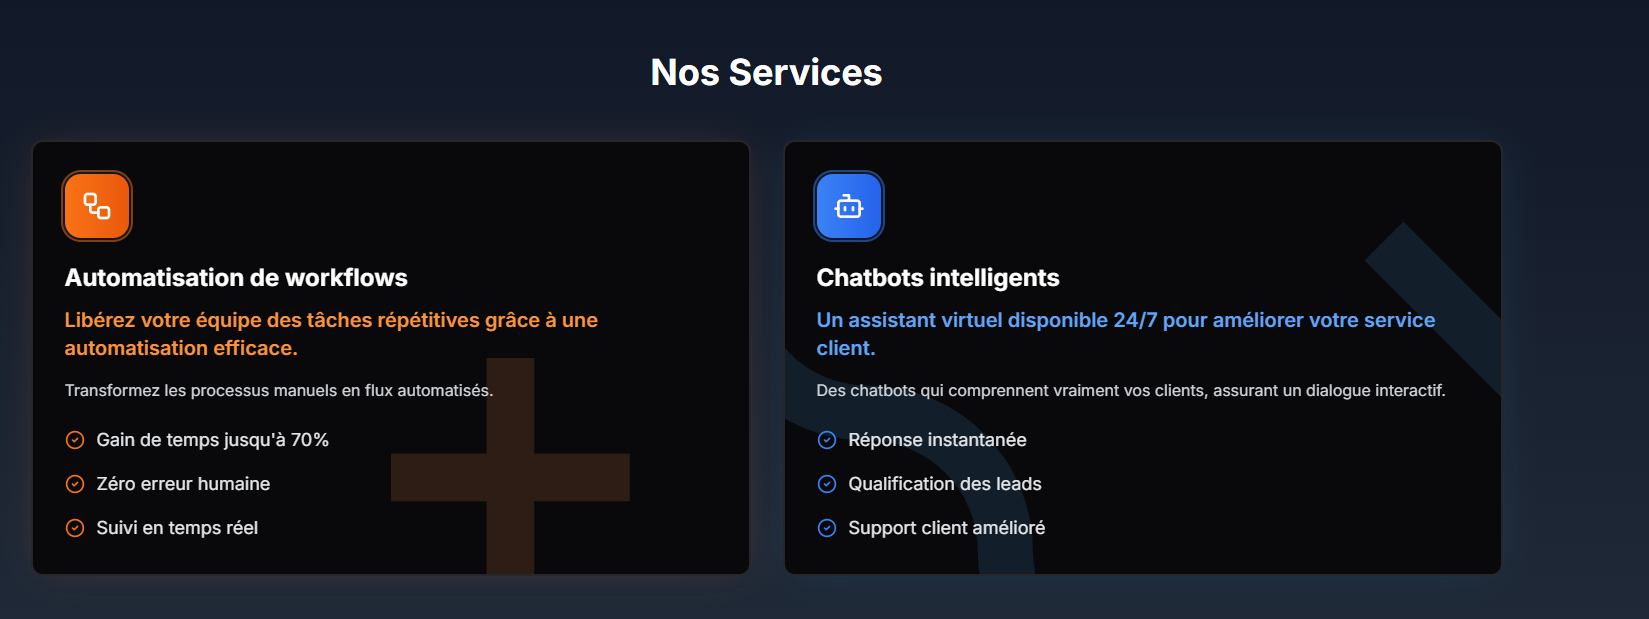 Nos Services
Automatisation de workflows
Libérez votre équipe des tâches répétitives grâce à une
automatisation efficace.
Transformez les processus manuels en flux automatisés.
Gain de temps jusqu'à 70%
Zéro erreur humaine
Suivi en temps réel
Chatbots intelligents
Un assistant virtuel disponible 24/7 pour améliorer votre service
client.
Des chatbots qui comprennent vraiment vos clients, assurant un dialogue interactif.
Réponse instantanée
Qualification des leads
Support client amélioré